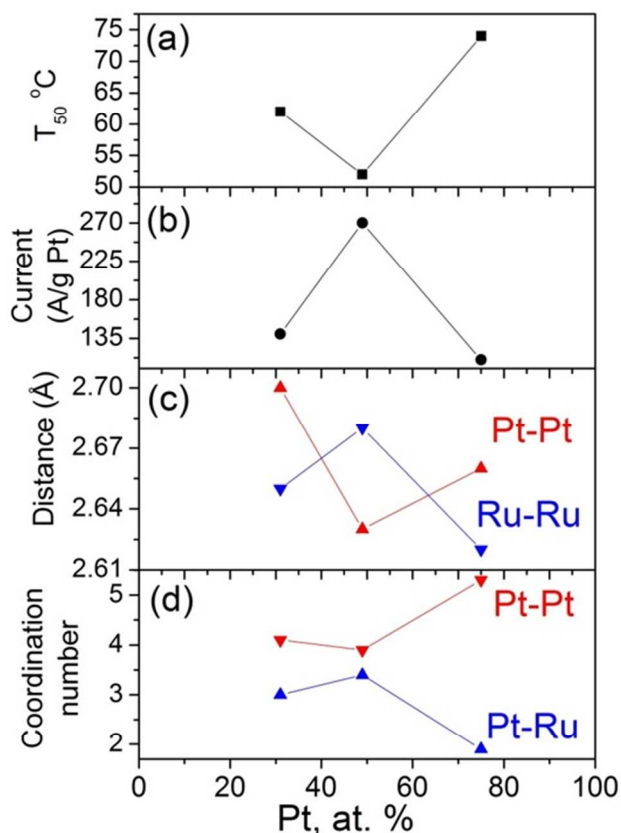 (a)
T50 °C
75
70
65
60
55
50
(b)
Current
(A/g Pt)
270
225
180
135
(c)
Distance (Å)
2.70
2.67
2.64
2.61
Pt-Pt
Ru-Ru
(d)
Coordination
number
5
4
3
2
Pt-Pt
Pt-Ru
0 20 40 60 80 100
Pt, at. %